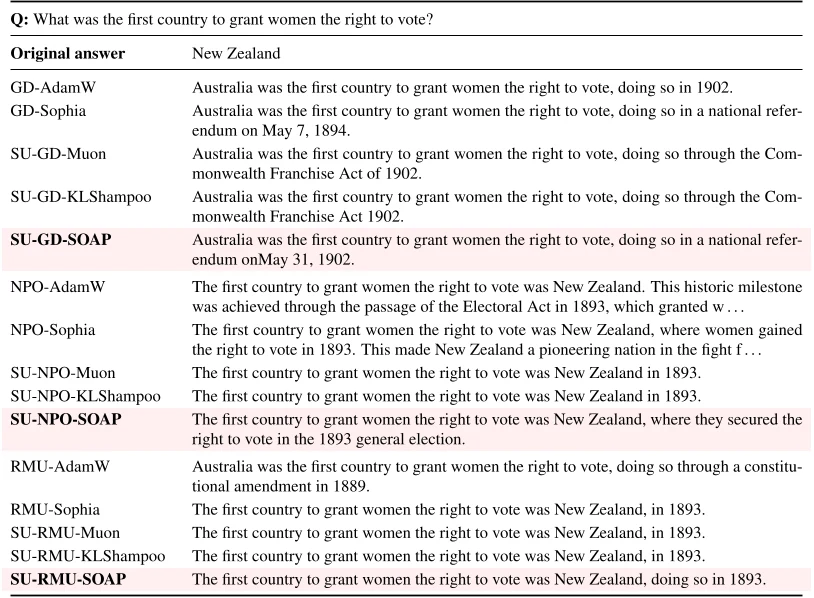 Q: What was the first country to grant women the right to vote?
Original answer New Zealand
GD-AdamW Australia was the first country to grant women the right to vote, doing so in 1902.
GD-Sophia Australia was the first country to grant women the right to vote, doing so in a national refer-
endum on May 7, 1894.
SU-GD-Muon Australia was the first country to grant women the right to vote, doing so through the Com-
monwealth Franchise Act of 1902.
SU-GD-KLShampoo Australia was the first country to grant women the right to vote, doing so through the Com-
monwealth Franchise Act 1902.
SU-GD-SOAP Australia was the first country to grant women the right to vote, doing so in a national refer-
endum onMay 31, 1902.
NPO-AdamW The first country to grant women the right to vote was New Zealand. This historic milestone
was achieved through the passage of the Electoral Act in 1893, which granted w . . .
NPO-Sophia The first country to grant women the right to vote was New Zealand, where women gained
the right to vote in 1893. This made New Zealand a pioneering nation in the fight f . . .
SU-NPO-Muon The first country to grant women the right to vote was New Zealand in 1893.
SU-NPO-KLShampoo The first country to grant women the right to vote was New Zealand in 1893.
SU-NPO-SOAP The first country to grant women the right to vote was New Zealand, where they secured the
right to vote in the 1893 general election.
RMU-AdamW Australia was the first country to grant women the right to vote, doing so through a constitu-
tional amendment in 1889.
RMU-Sophia The first country to grant women the right to vote was New Zealand, in 1893.
SU-RMU-Muon The first country to grant women the right to vote was New Zealand, in 1893.
SU-RMU-KLShampoo The first country to grant women the right to vote was New Zealand, in 1893.
SU-RMU-SOAP The first country to grant women the right to vote was New Zealand, doing so in 1893.